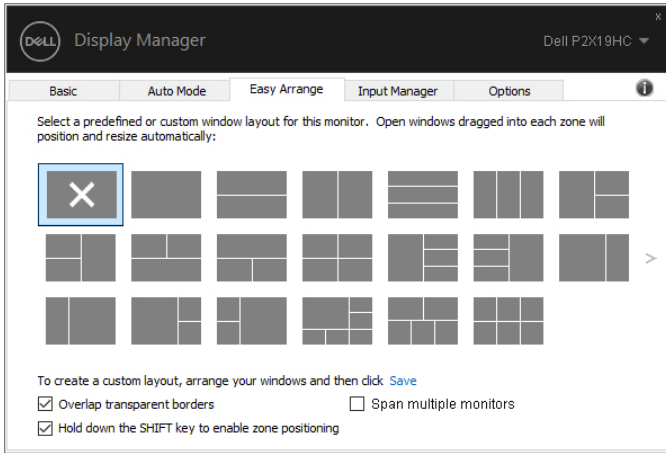 x
DELL Display Manager Dell P2X19HC
Basic Auto Mode Easy Arrange Input Manager Options i
Select a predefined or custom window layout for this monitor. Open windows dragged into each zone will
position and resize automatically:
>
To create a custom layout, arrange your windows and then click Save
Overlap transparent borders Span multiple monitors
Hold down the SHIFT key to enable zone positioning